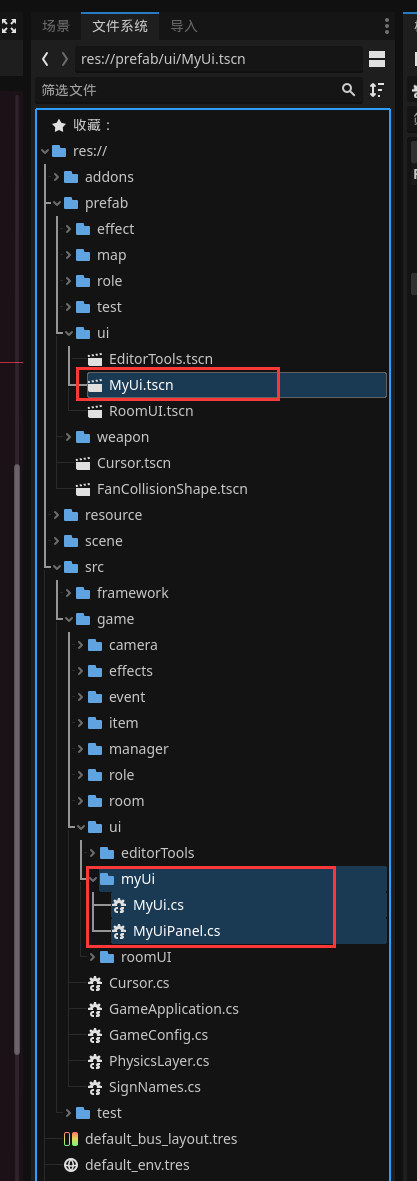 场景 文件系统 导入
res://prefab/ui/MyUi.tscn
筛选文件
收藏：
res://
addons
prefab
effect
map
role
test
ui
EditorTools.tscn
MyUi.tscn
RoomUI.tscn
weapon
Cursor.tscn
FanCollisionShape.tscn
resource
scene
src
framework
game
camera
effects
event
item
manager
role
room
ui
editorTools
myUi
MyUi.cs
MyUiPanel.cs
roomUI
Cursor.cs
GameApplication.cs
GameConfig.cs
PhysicsLayer.cs
SignNames.cs
test
default_bus_layout.tres
default_env.tres